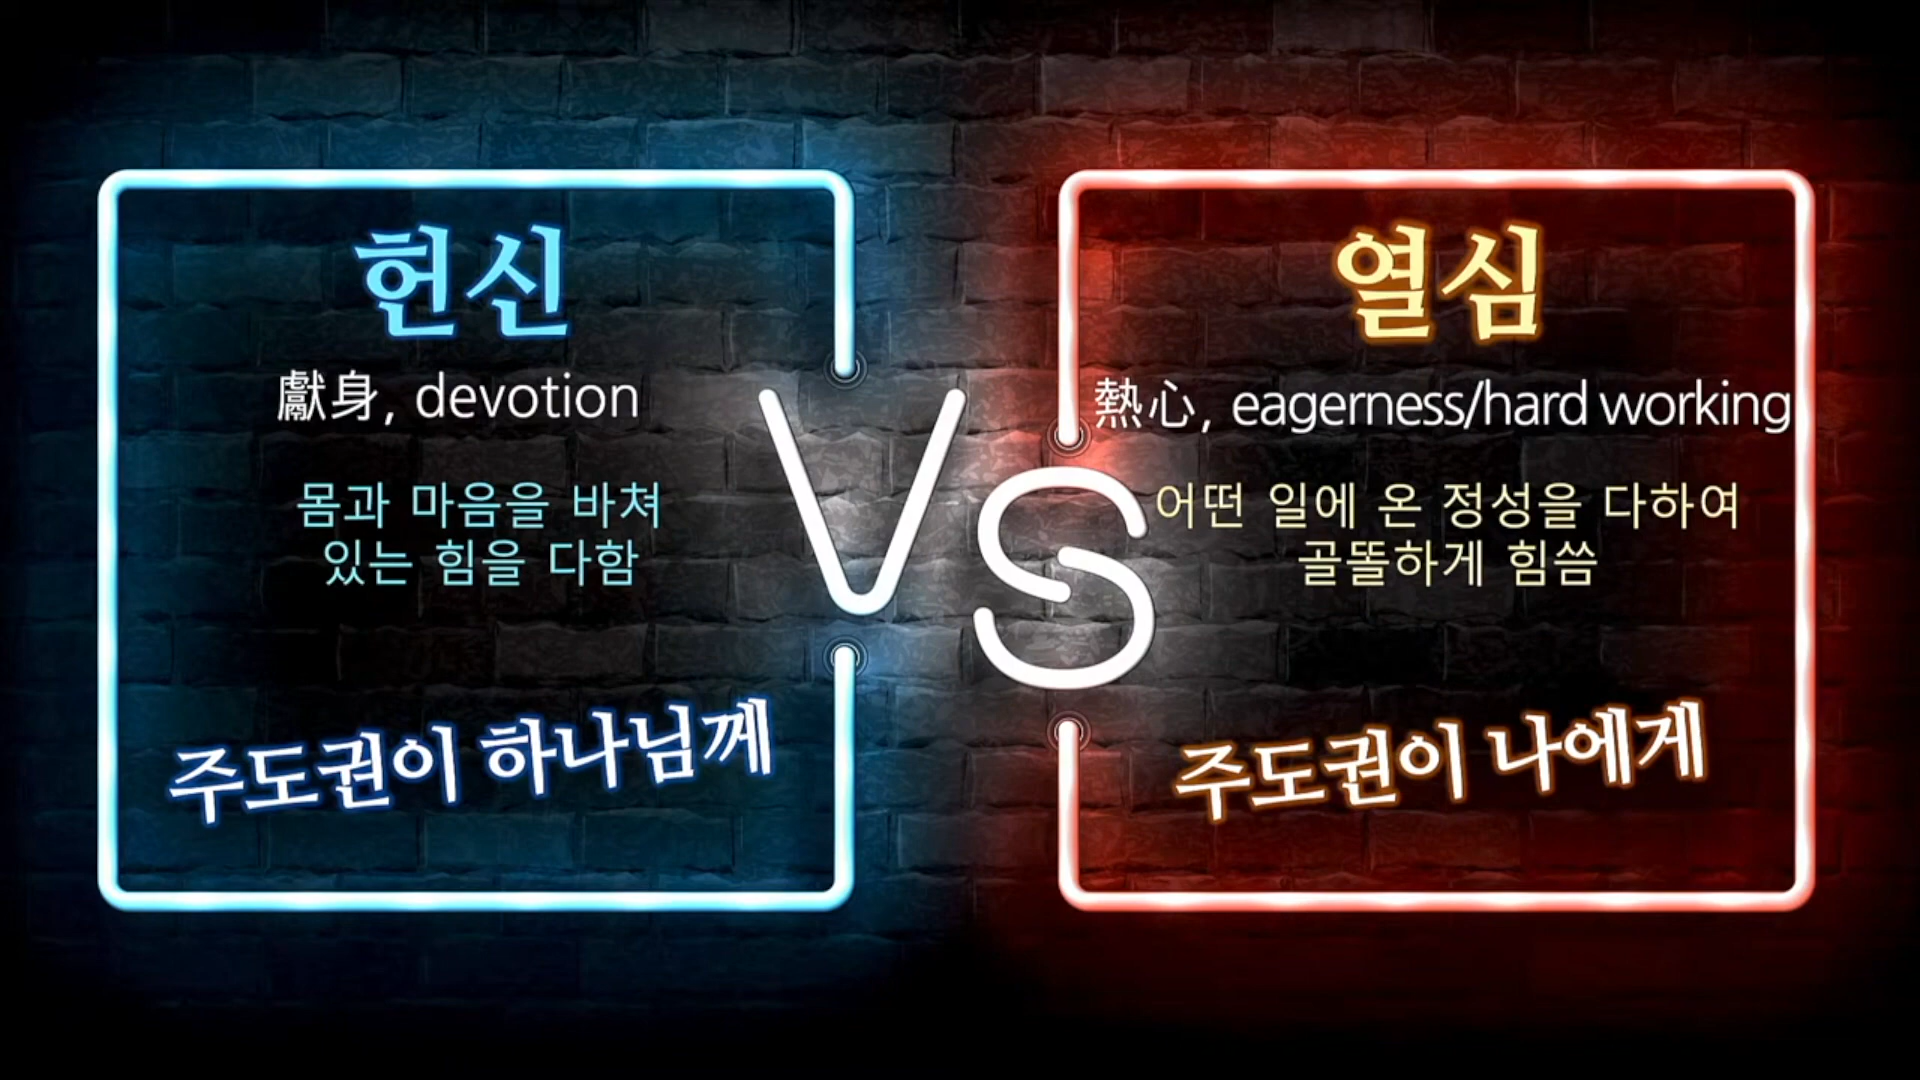 헌신
獻身, devotion
몸과 마음을 바쳐
있는 힘을 다함
주도권이 하나님께
VS
열심
熱心, eagerness/hard working
어떤 일에 온 정성을 다하여
골똘하게 힘씀
주도권이 나에게